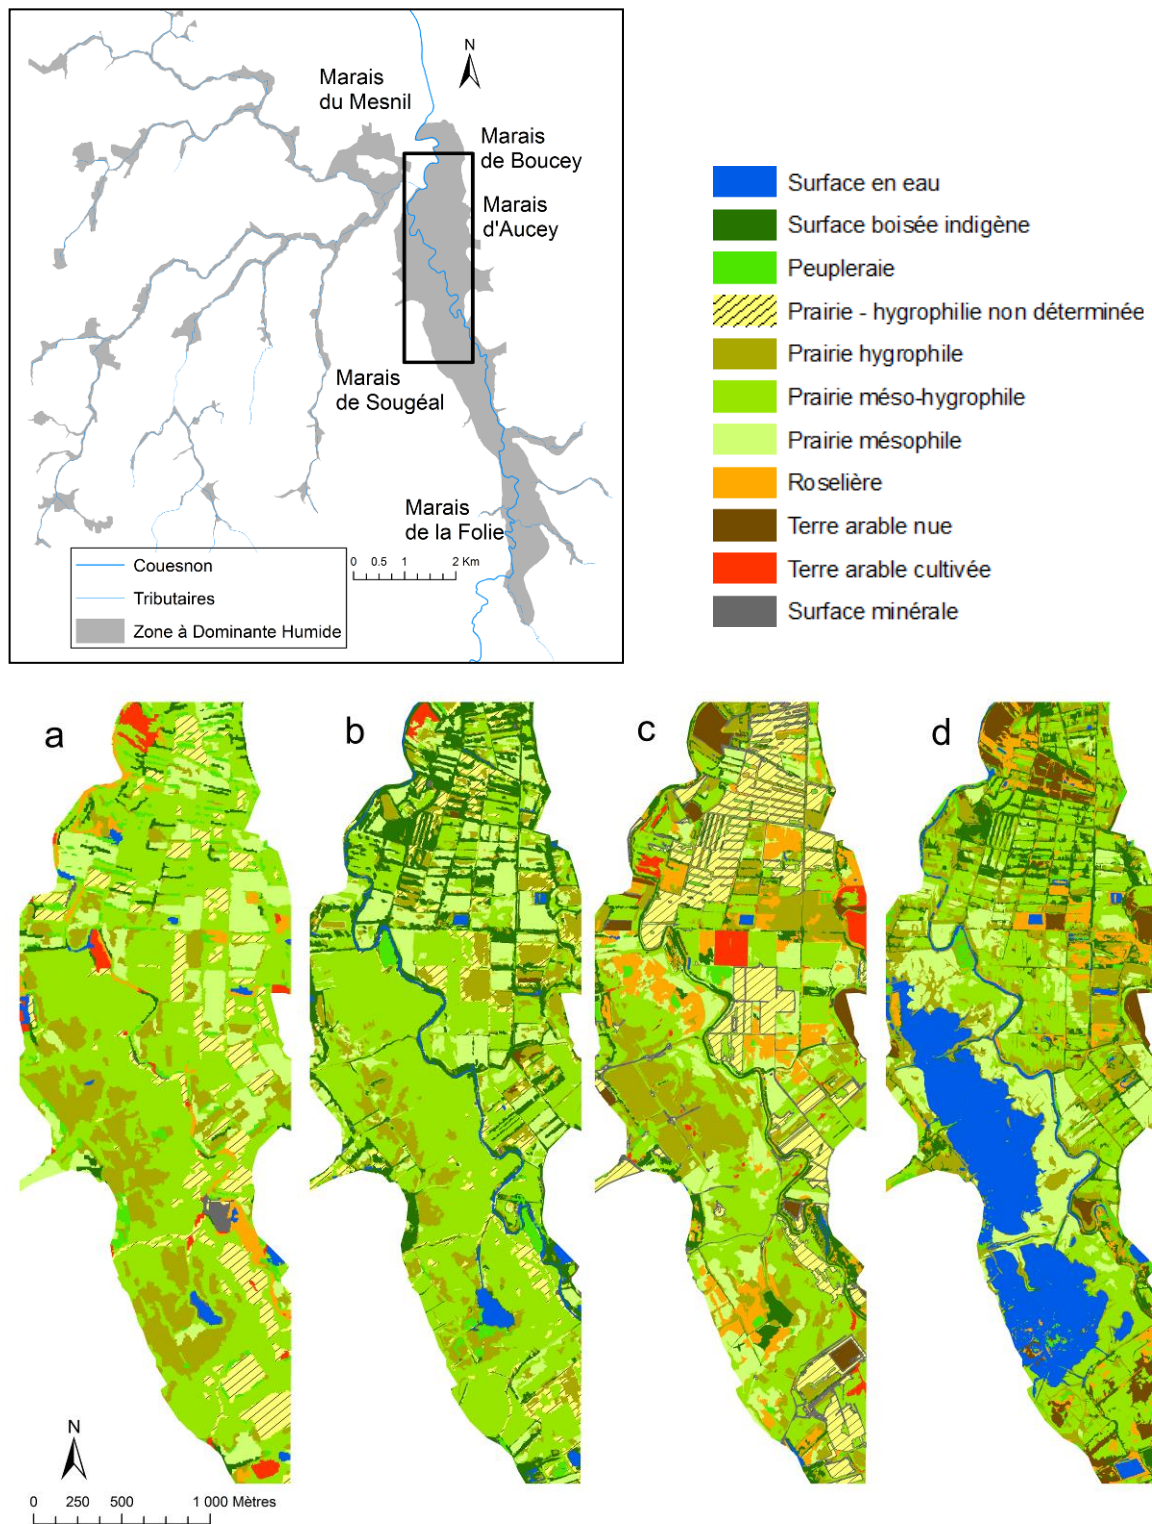 N
Marais
du Mesnil
Marais
de Boucey
Marais
d'Aucey
Marais
de Sougéal
Marais
de la Folie
Couesnon
Tributaires
Zone à Dominante Humide
0 0.5 1 2 Km
Surface en eau
Surface boisée indigène
Peupleraie
Prairie - hygrophilie non déterminée
Prairie hygrophile
Prairie méso-hygrophile
Prairie mésophile
Roselière
Terre arable nue
Terre arable cultivée
Surface minérale
a
b
c
d
N
0 250 500 1 000 Mètres